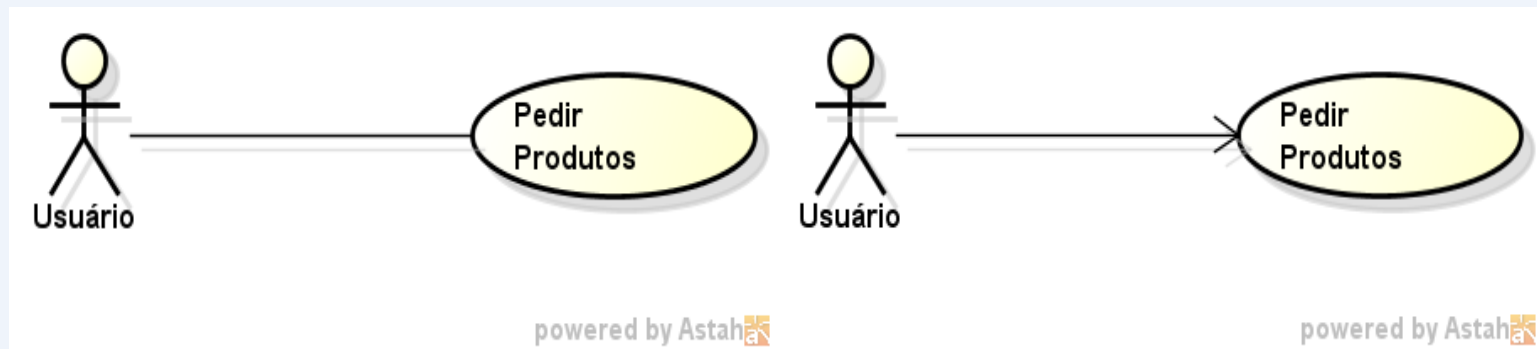 Pedir
Produtos
Usuário
powered by Astah
Pedir
Produtos
Usuário
powered by Astah